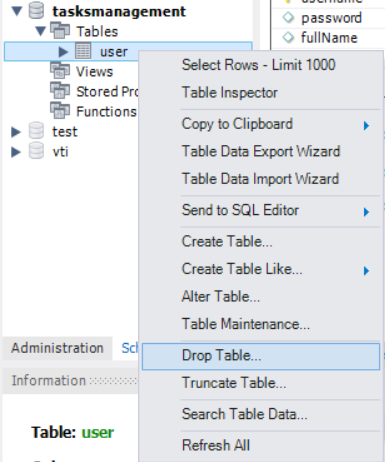 tasksmanagement
Tables
user
Views
Stored Pro
Functions
test
vti
password
fullName
Select Rows - Limit 1000
Table Inspector
Copy to Clipboard
Table Data Export Wizard
Table Data Import Wizard
Send to SQL Editor
Create Table...
Create Table Like...
Alter Table...
Table Maintenance...
Drop Table...
Truncate Table...
Search Table Data...
Refresh All
Administration Sch
Information
Table: user